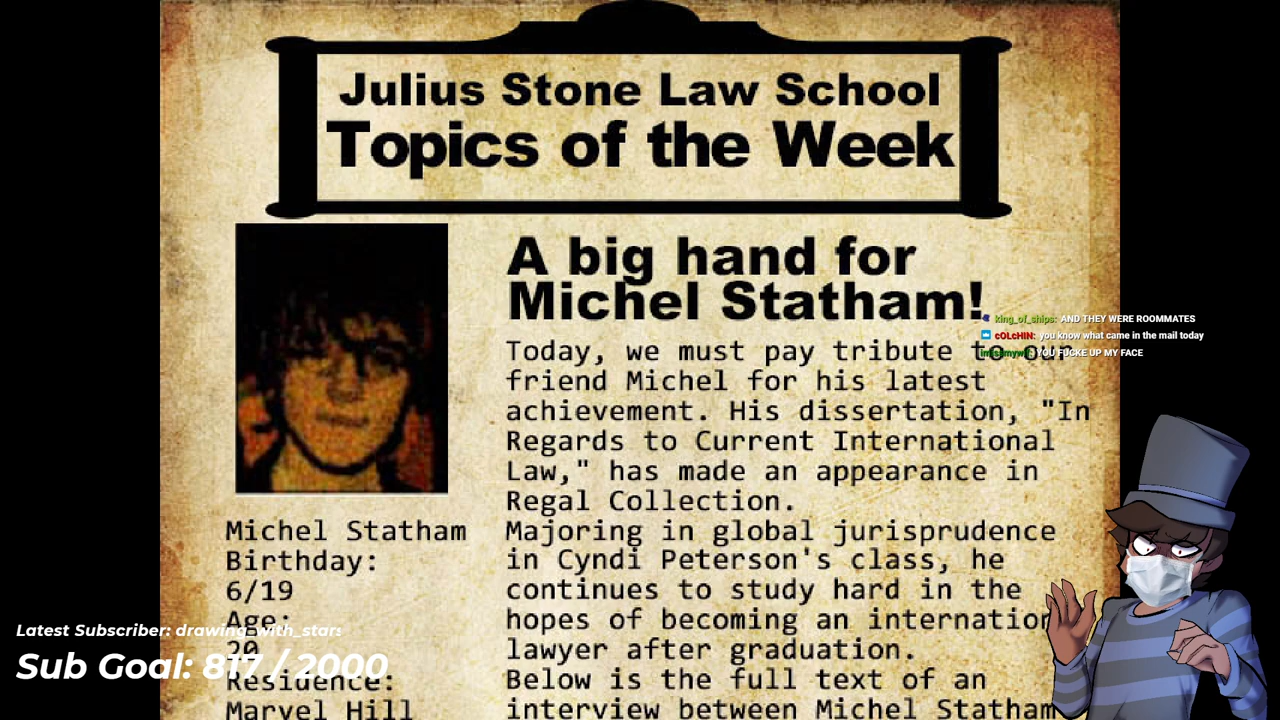 Julius Stone Law School
Topics of the Week
A big hand for
Michel Statham!
Today, we must pay tribute to our
friend Michel for his latest
achievement. His dissertation, "In
Regards to Current International
Law," has made an appearance in
Regal Collection.
Majoring in global jurisprudence
in Cyndi Peterson's class, he
continues to study hard in the
hopes of becoming an internation
lawyer after graduation.
Below is the full text of an
interview between Michel Statham
Michel Statham
Birthday:
6/19
Age:
20
Residence:
Marvel Hill
king_of_ships: AND THEY WERE ROOMMATES
cOLcHIN: you know what came in the mail today
YOU FUCKE UP MY FACE
Latest Subscriber: drawing_with_stars
Sub Goal: 817 / 2000